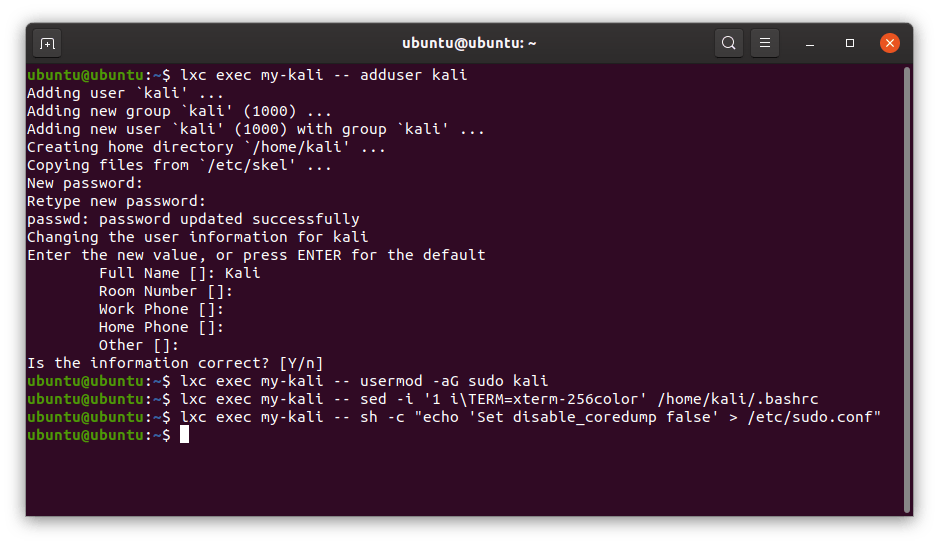 ubuntu@ubuntu: ~
ubuntu@ubuntu:~$ lxc exec my-kali -- adduser kali
Adding user `kali' ...
Adding new group `kali' (1000) ...
Adding new user `kali' (1000) with group `kali' ...
Creating home directory `/home/kali' ...
Copying files from `/etc/skel' ...
New password:
Retype new password:
passwd: password updated successfully
Changing the user information for kali
Enter the new value, or press ENTER for the default
        Full Name []: Kali
        Room Number []:
        Work Phone []:
        Home Phone []:
        Other []:
Is the information correct? [Y/n]
ubuntu@ubuntu:~$ lxc exec my-kali -- usermod -aG sudo kali
ubuntu@ubuntu:~$ lxc exec my-kali -- sed -i '1 i\TERM=xterm-256color' /home/kali/.bashrc
ubuntu@ubuntu:~$ lxc exec my-kali -- sh -c "echo 'Set disable_coredump false' > /etc/sudo.conf"
ubuntu@ubuntu:~$